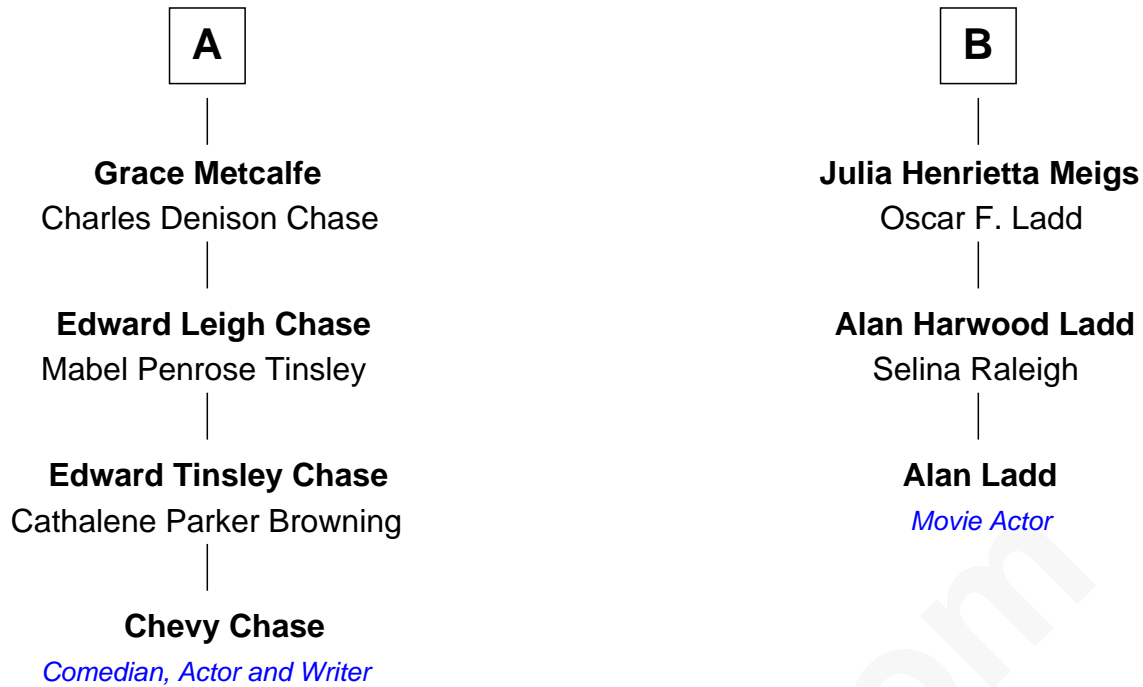 A
Grace Metcalfe
Charles Denison Chase
Edward Leigh Chase
Mabel Penrose Tinsley
Edward Tinsley Chase
Cathalene Parker Browning
Chevy Chase
Comedian, Actor and Writer
B
Julia Henrietta Meigs
Oscar F. Ladd
Alan Harwood Ladd
Selina Raleigh
Alan Ladd
Movie Actor
om